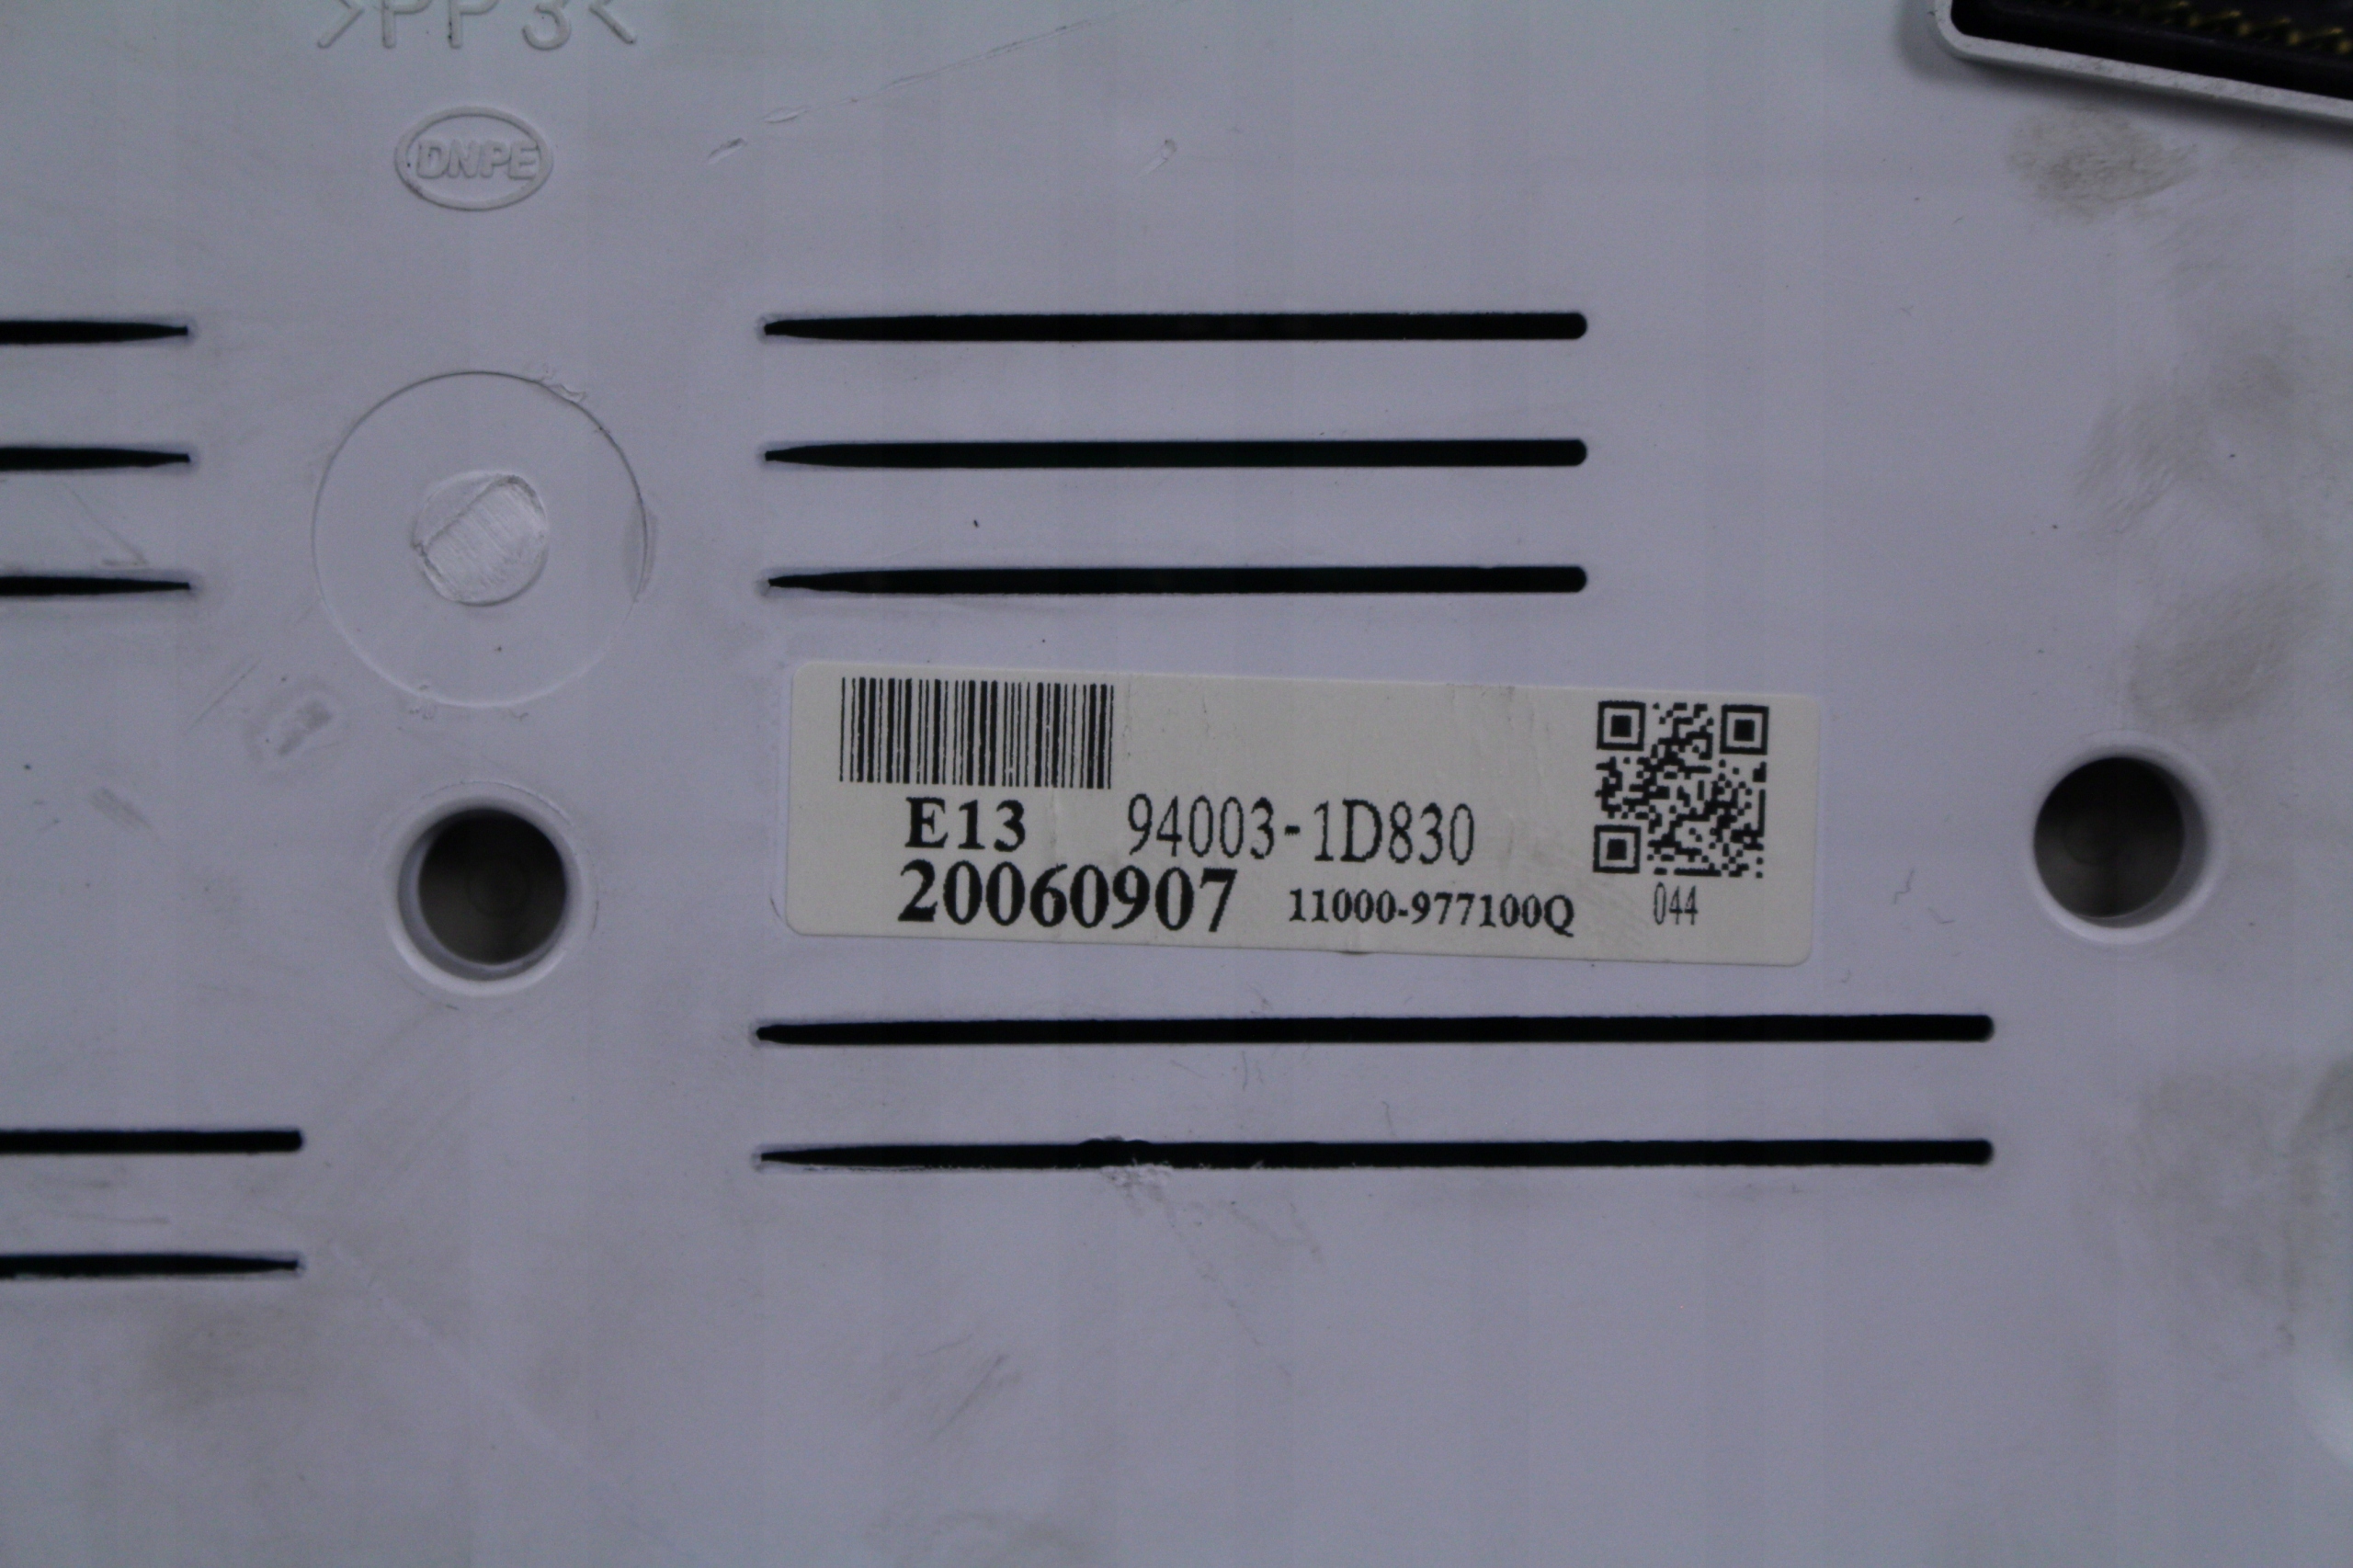 >PP3<
DNPE
E13 94003-1D830
20060907 11000-977100Q 044